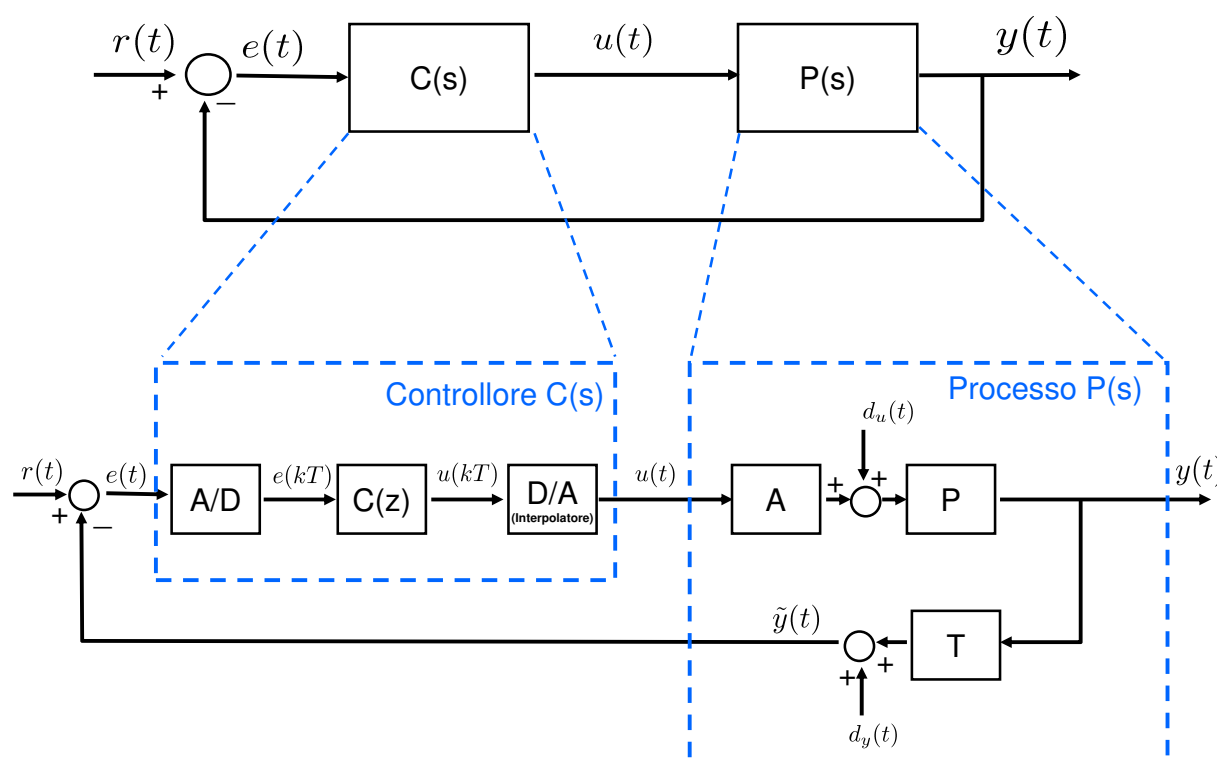 r(t) e(t) u(t) y(t)
C(s) P(s)
+ −
Controllore C(s) Processo P(s)
d_u(t)
r(t) e(t) e(kT) u(kT) u(t) y(t)
A/D C(z) D/A A + + P
(Interpolatore)
+ −
ỹ(t) T
+ +
d_y(t)